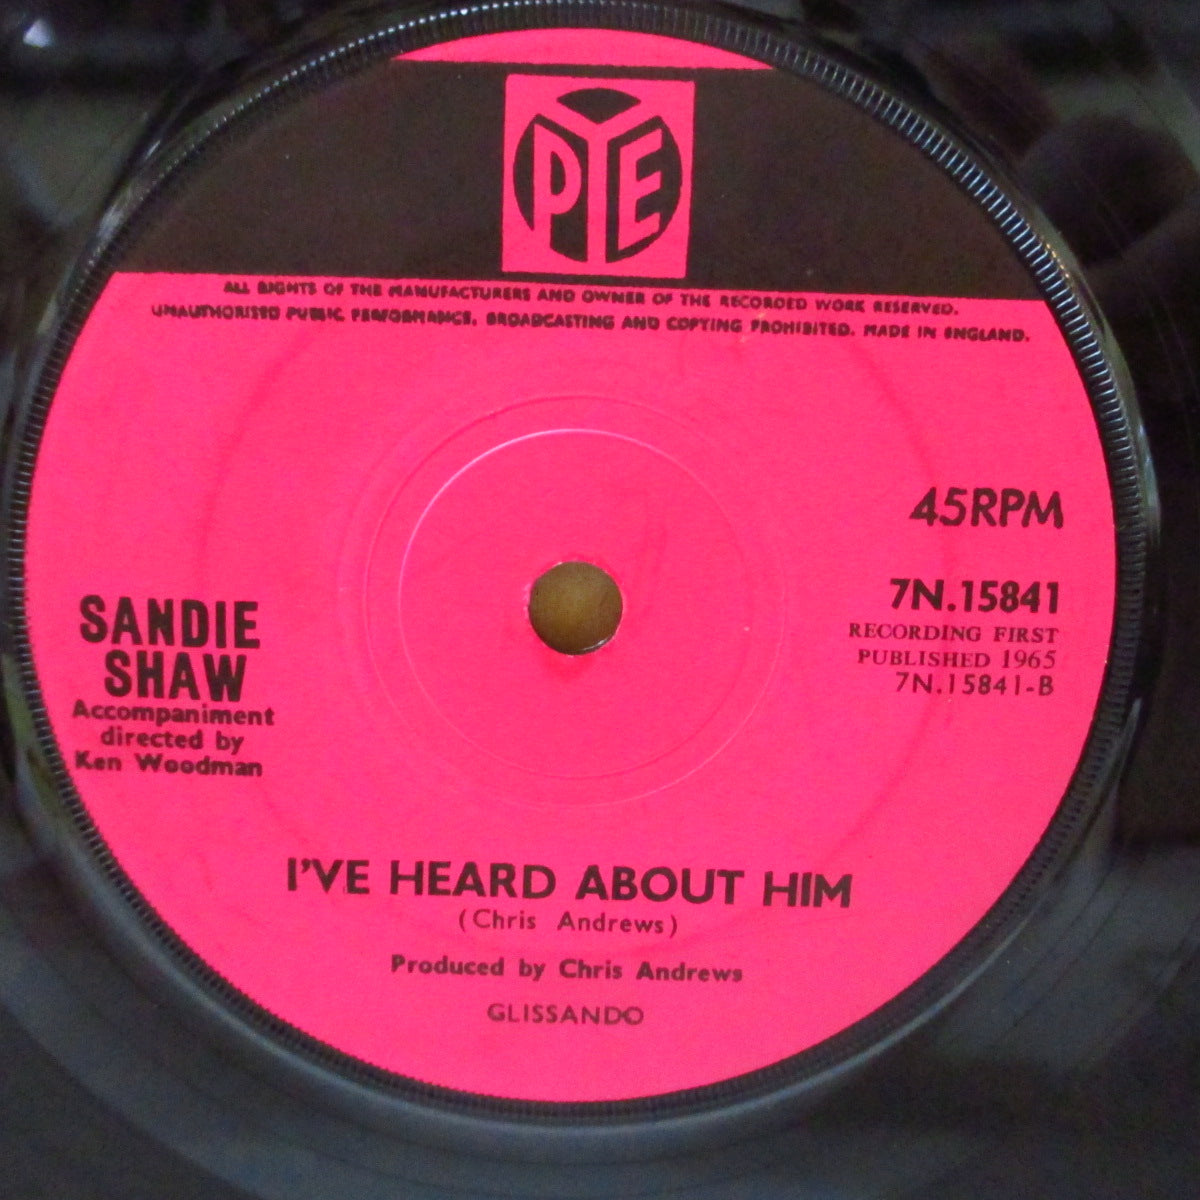 PYE
ALL RIGHTS OF THE MANUFACTURERS AND OWNER OF THE RECORDED WORK RESERVED.
UNAUTHORISED PUBLIC PERFORMANCE, BROADCASTING AND COPYING PROHIBITED. MADE IN ENGLAND.
45RPM
7N.15841
RECORDING FIRST
PUBLISHED 1965
7N.15841-B
SANDIE
SHAW
Accompaniment
directed by
Ken Woodman
I'VE HEARD ABOUT HIM
(Chris Andrews)
Produced by Chris Andrews
GLISSANDO